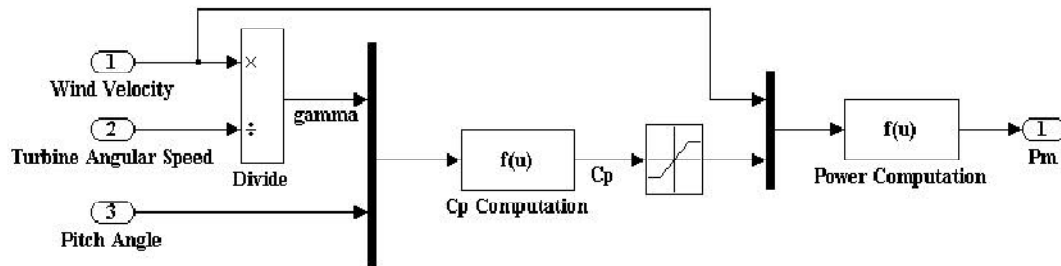 1
Wind Velocity
×
gamma
2
÷
Turbine Angular Speed
Divide
3
Pitch Angle
f(u)
Cp Computation
Cp
f(u)
Power Computation
1
Pm